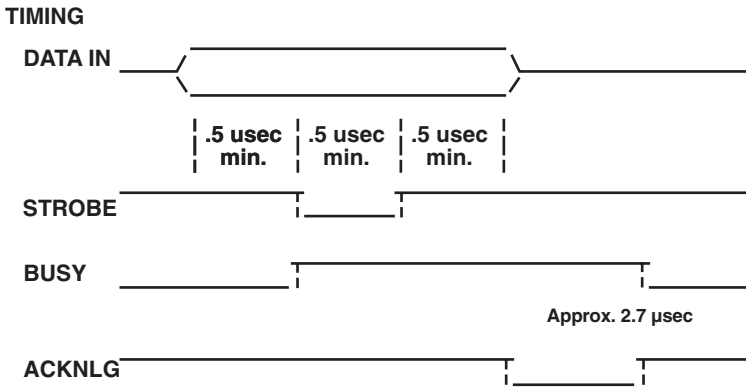 TIMING
DATA IN
.5 usec .5 usec .5 usec
min. min. min.
STROBE
BUSY
Approx. 2.7 µsec
ACKNLG